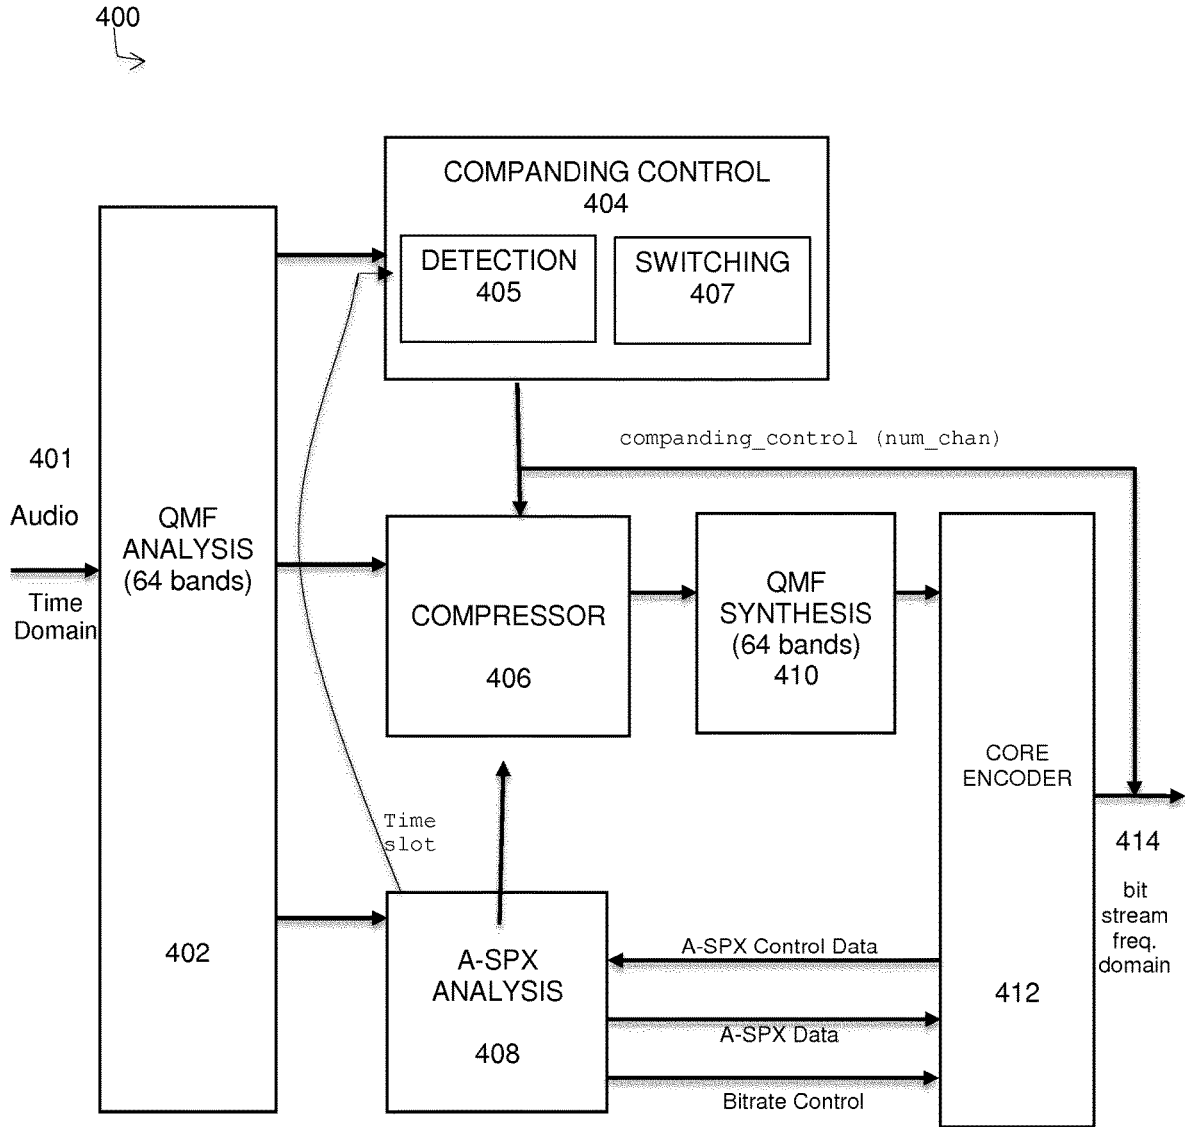 400
COMPANDING CONTROL
404
DETECTION
405
SWITCHING
407
companding_control (num_chan)
401
Audio
Time
Domain
QMF
ANALYSIS
(64 bands)
402
COMPRESSOR
406
QMF
SYNTHESIS
(64 bands)
410
CORE
ENCODER
412
414
bit
stream
freq.
domain
Time
slot
A-SPX
ANALYSIS
408
A-SPX Control Data
A-SPX Data
Bitrate Control